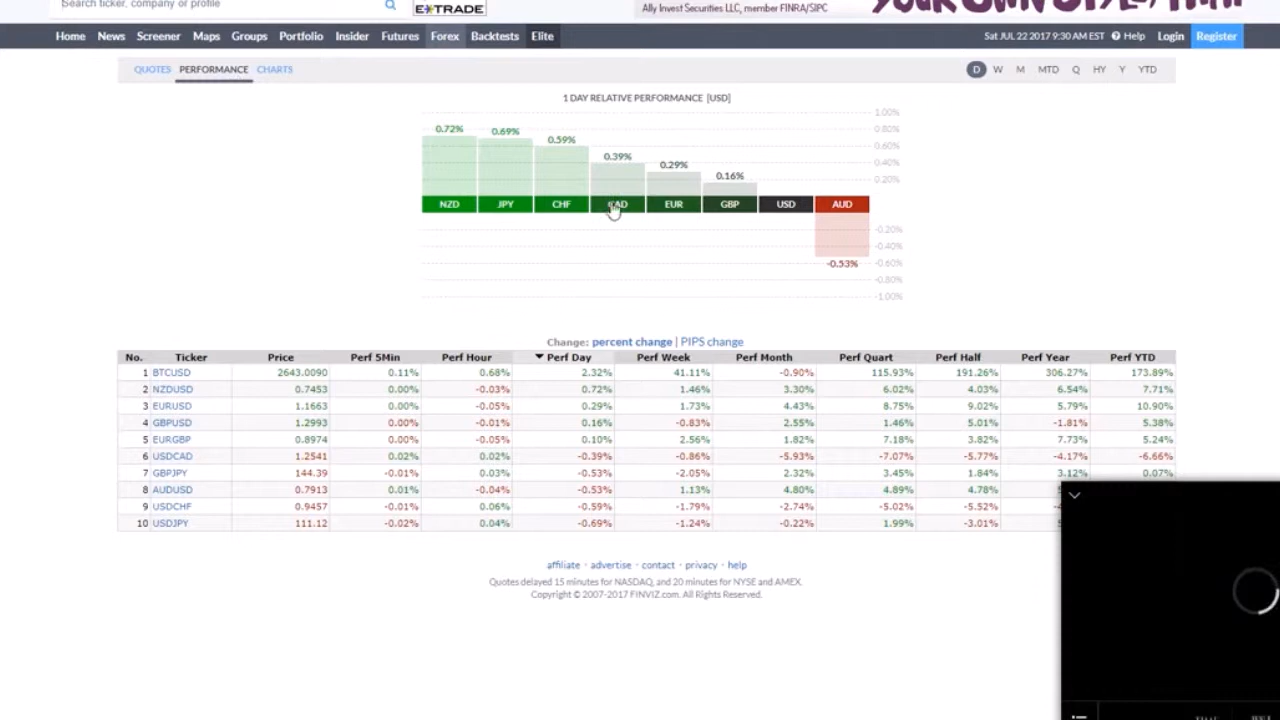 Search ticker, company or profile E*TRADE Ally Invest Securities LLC, member FINRA/SIPC YOUR OWN
Home News Screener Maps Groups Portfolio Insider Futures Forex Backtests Elite Sat JUL 22 2017 9:30 AM EST Help Login Register
QUOTES PERFORMANCE CHARTS D W M MTD Q HY Y YTD
1 DAY RELATIVE PERFORMANCE [USD]
1.00%
0.80%
0.60%
0.40%
0.20%
0.72% 0.69% 0.59% 0.39% 0.29% 0.16%
NZD JPY CHF CAD EUR GBP USD AUD
-0.20%
-0.40%
-0.60%
-0.80%
-1.00%
-0.53%
Change: percent change | PIPS change
No. Ticker Price Perf 5Min Perf Hour Perf Day Perf Week Perf Month Perf Quart Perf Half Perf Year Perf YTD
1 BTCUSD 2643.0090 0.11% 0.68% 2.32% 41.11% -0.90% 115.93% 191.26% 306.27% 173.89%
2 NZDUSD 0.7453 0.00% -0.03% 0.72% 1.46% 3.30% 6.02% 4.03% 6.54% 7.71%
3 EURUSD 1.1663 0.00% -0.05% 0.29% 1.73% 4.43% 8.75% 9.02% 5.79% 10.90%
4 GBPUSD 1.2993 0.00% -0.01% 0.16% -0.83% 2.55% 1.46% 5.01% -1.81% 5.38%
5 EURGBP 0.8974 0.00% -0.05% 0.10% 2.56% 1.82% 7.18% 3.82% 7.73% 5.24%
6 USDCAD 1.2541 0.02% 0.02% -0.39% -0.86% -5.93% -7.07% -5.77% -4.17% -6.66%
7 GBPJPY 144.39 -0.01% 0.03% -0.53% -2.05% 2.32% 3.45% 1.84% 3.12% 0.07%
8 AUDUSD 0.7913 0.01% -0.04% -0.53% 1.13% 4.80% 4.89% 4.78%
9 USDCHF 0.9457 -0.01% 0.06% -0.59% -1.79% -2.74% -5.02% -5.52%
10 USDJPY 111.12 -0.02% 0.04% -0.69% -1.24% -0.22% 1.99% -3.01%
affiliate · advertise · contact · privacy · help
Quotes delayed 15 minutes for NASDAQ, and 20 minutes for NYSE and AMEX.
Copyright © 2007-2017 FINVIZ.com. All Rights Reserved.